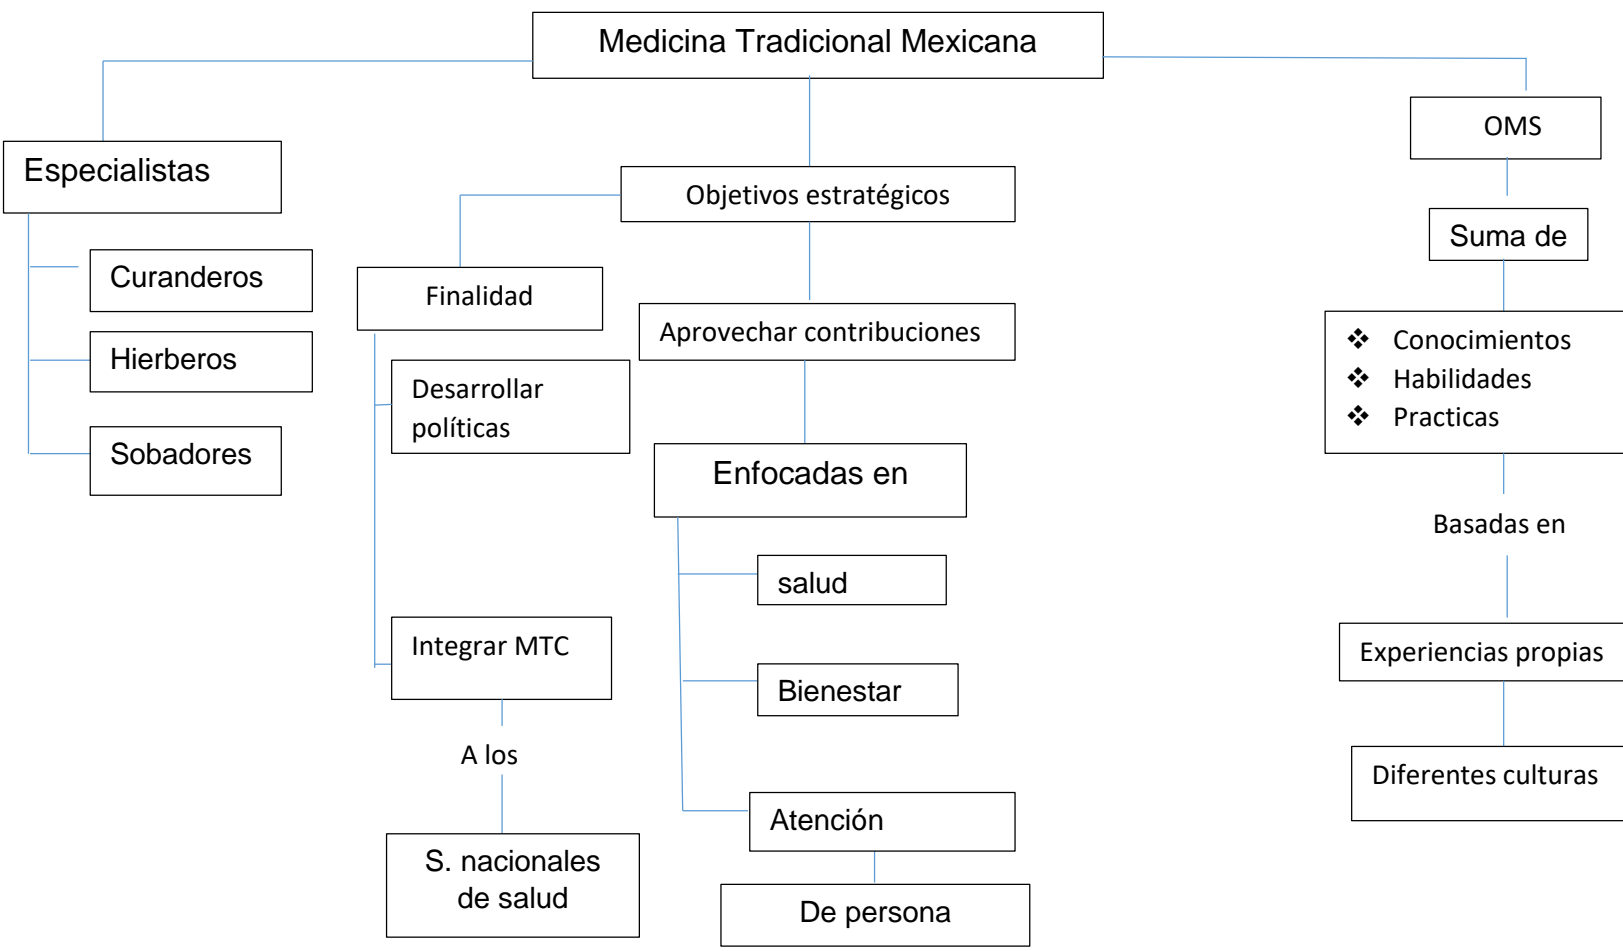 Medicina Tradicional Mexicana
Especialistas
Curanderos
Hierberos
Sobadores
Objetivos estratégicos
Finalidad
Desarrollar
políticas
Integrar MTC
A los
S. nacionales
de salud
Aprovechar contribuciones
Enfocadas en
salud
Bienestar
Atención
De persona
OMS
Suma de
❖ Conocimientos
❖ Habilidades
❖ Practicas
Basadas en
Experiencias propias
Diferentes culturas